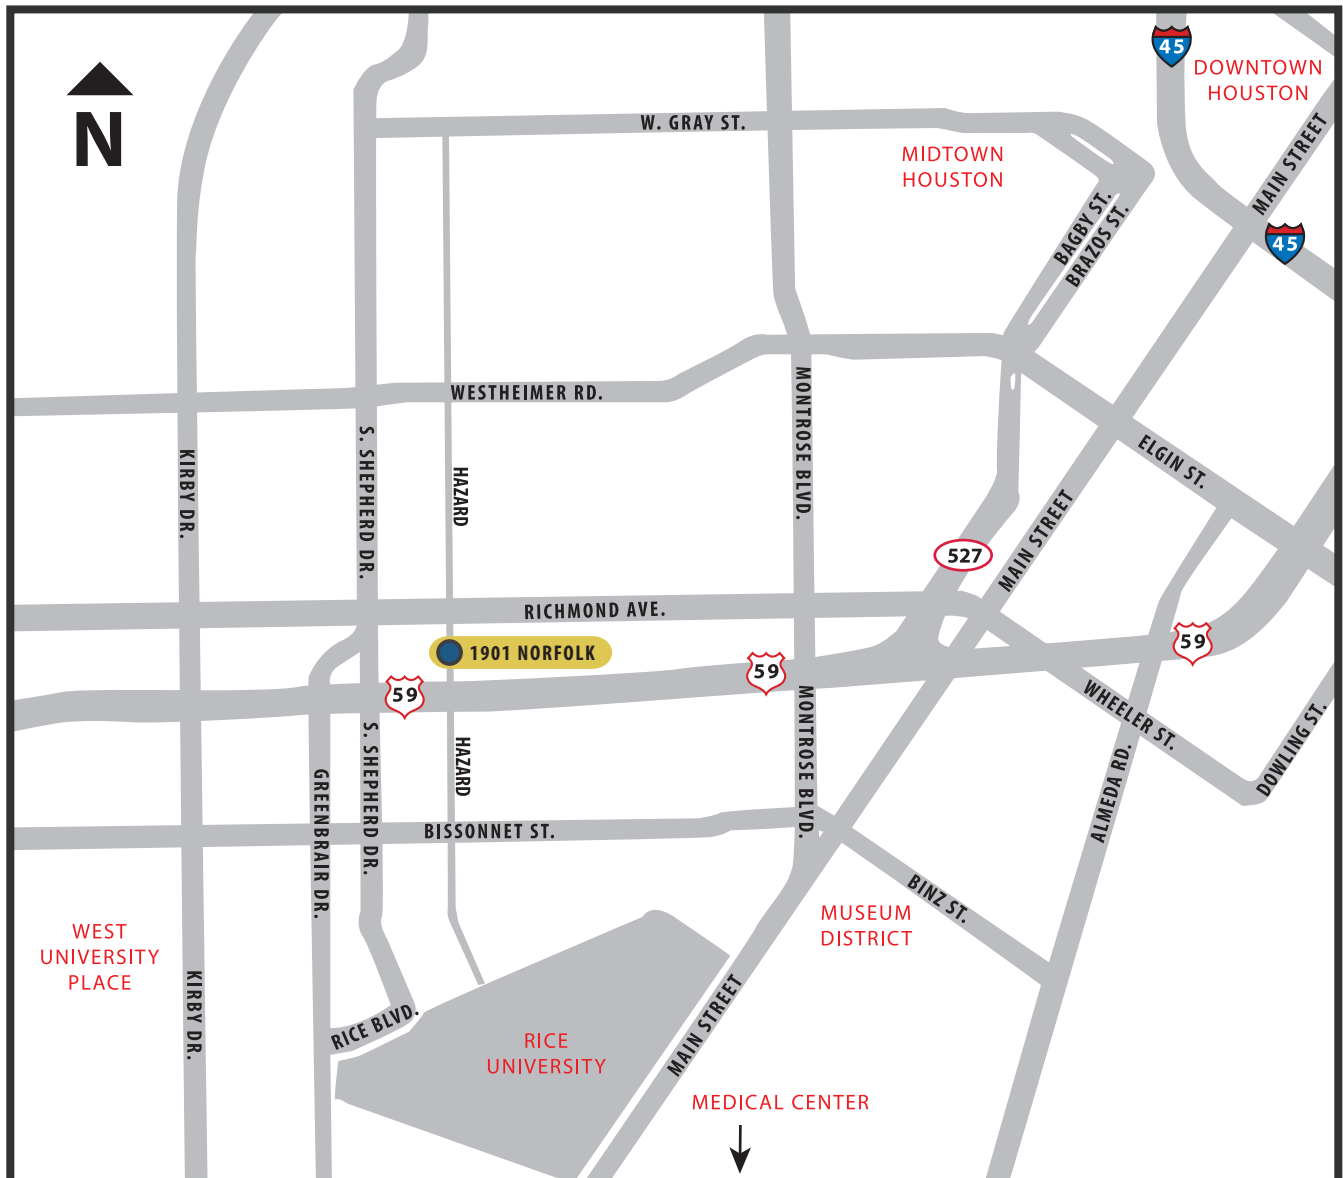 45
DOWNTOWN
HOUSTON
N
W. GRAY ST.
MIDTOWN
HOUSTON
MAIN STREET
BAGBY ST.
BRAZOS ST.
45
WESTHEIMER RD.
MONTROSE BLVD.
KIRBY DR.
S. SHEPHERD DR.
HAZARD
ELGIN ST.
MAIN STREET
527
RICHMOND AVE.
1901 NORFOLK
59
59
59
WHEELER ST.
DOWLING ST.
MONTROSE BLVD.
S. SHEPHERD DR.
HAZARD
GREENBRAIR DR.
ALMEDA RD.
BISSONNET ST.
BINZ ST.
MUSEUM
DISTRICT
WEST
UNIVERSITY
PLACE
KIRBY DR.
RICE BLVD.
RICE
UNIVERSITY
MAIN STREET
MEDICAL CENTER